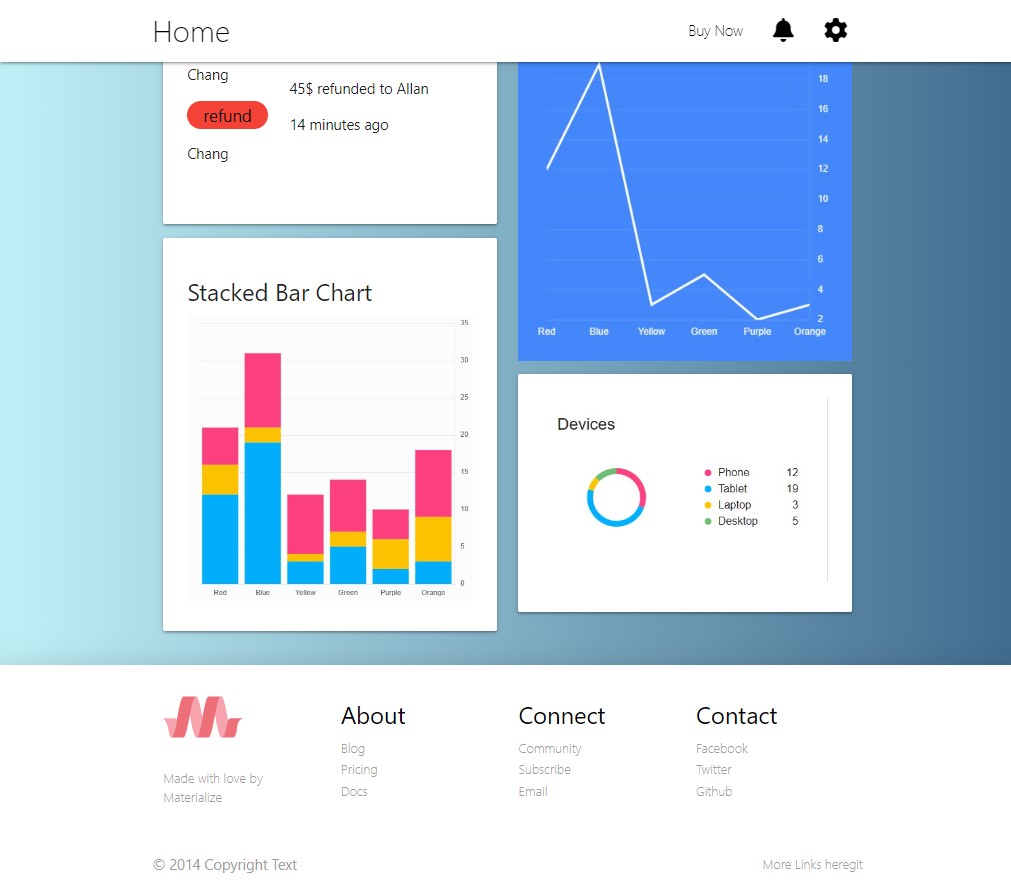 Home
Buy Now
Chang
45$ refunded to Allan
refund
14 minutes ago
Chang
18
16
14
12
10
8
6
4
2
Red Blue Yellow Green Purple Orange
Stacked Bar Chart
35
30
25
20
15
10
5
0
Red Blue Yellow Green Purple Orange
Devices
Phone 12
Tablet 19
Laptop 3
Desktop 5
Made with love by
Materialize
About
Blog
Pricing
Docs
Connect
Community
Subscribe
Email
Contact
Facebook
Twitter
Github
© 2014 Copyright Text
More Links heregit